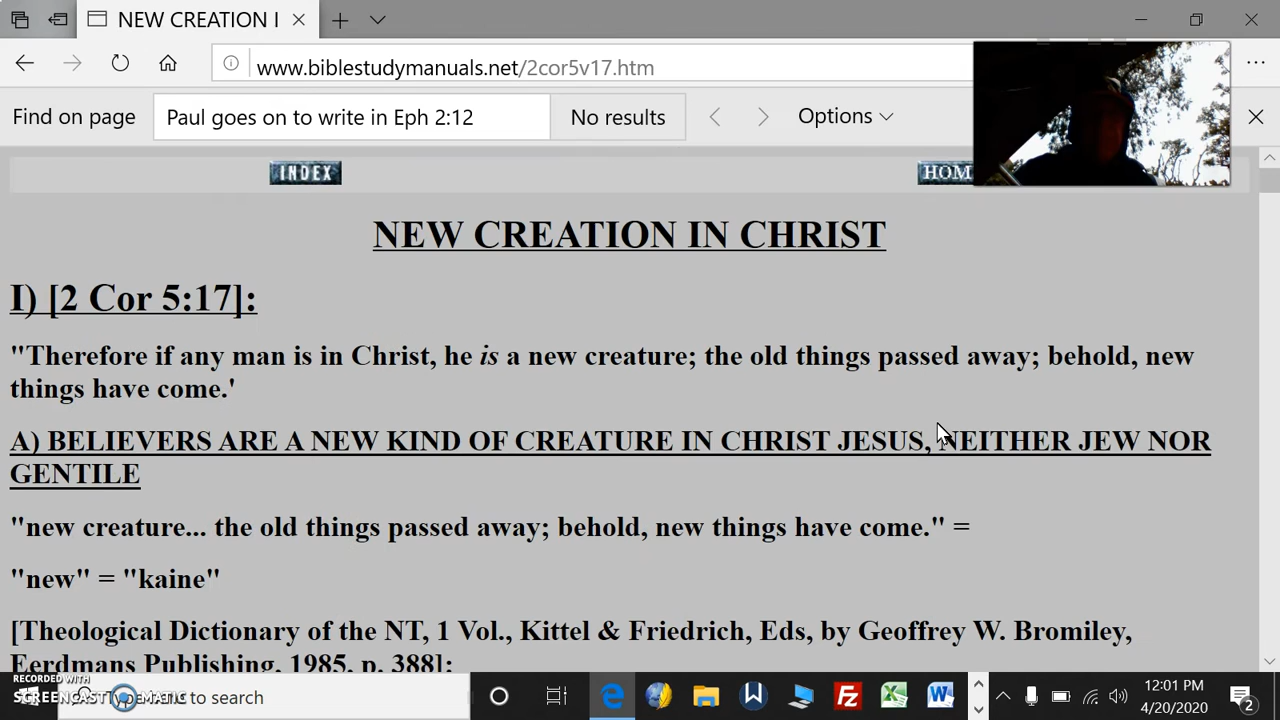 NEW CREATION I
www.biblestudymanuals.net/2cor5v17.htm
Find on page
Paul goes on to write in Eph 2:12
No results
Options
INDEX
HOM
NEW CREATION IN CHRIST
I) [2 Cor 5:17]:
"Therefore if any man is in Christ, he is a new creature; the old things passed away; behold, new
things have come.'
A) BELIEVERS ARE A NEW KIND OF CREATURE IN CHRIST JESUS, NEITHER JEW NOR
GENTILE
"new creature... the old things passed away; behold, new things have come." =
"new" = "kaine"
[Theological Dictionary of the NT, 1 Vol., Kittel & Friedrich, Eds, by Geoffrey W. Bromiley,
Eerdmans Publishing, 1985, p. 388]:
RECORDED WITH
SCREENCAST MATIC
Type here to search
12:01 PM
4/20/2020
2